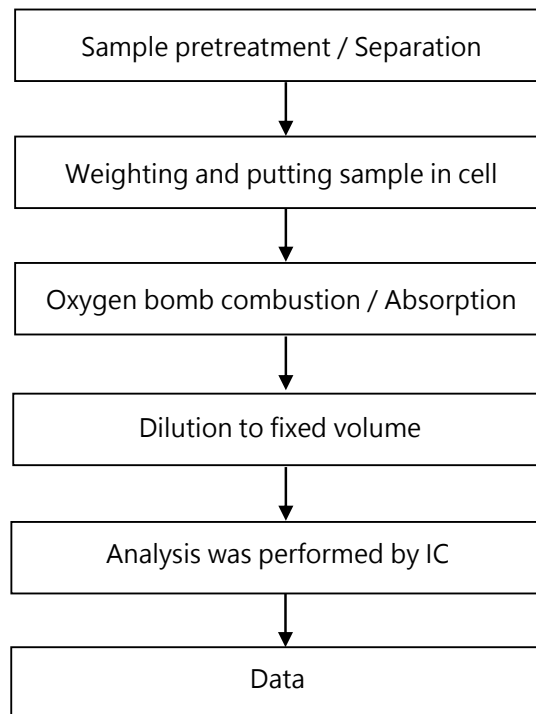 Sample pretreatment / Separation
Weighting and putting sample in cell
Oxygen bomb combustion / Absorption
Dilution to fixed volume
Analysis was performed by IC
Data